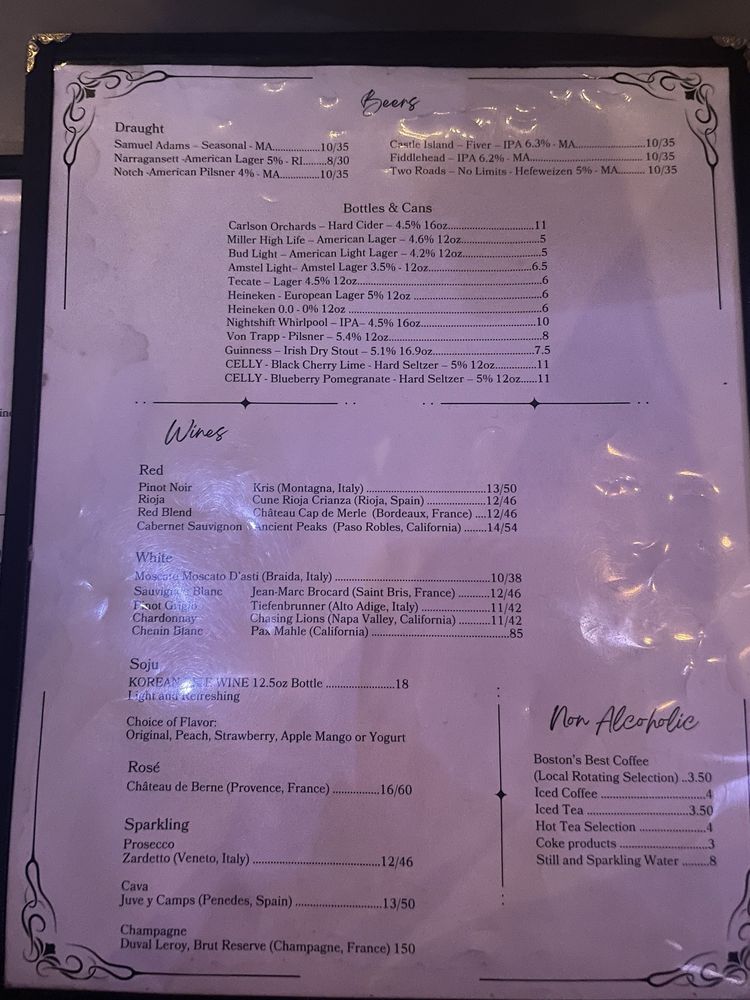 Beers
Draught
Samuel Adams – Seasonal - MA...............10/35
Narragansett -American Lager 5% - RI........8/30
Notch -American Pilsner 4% - MA.............10/35
Castle Island – Fiver – IPA 6.3% - MA.......................10/35
Fiddlehead – IPA 6.2% - MA...................................... 10/35
Two Roads – No Limits - Hefeweizen 5% - MA......... 10/35
Bottles & Cans
Carlson Orchards – Hard Cider – 4.5% 16oz............................11
Miller High Life – American Lager – 4.6% 12oz..........................5
Bud Light – American Light Lager – 4.2% 12oz..........................5
Amstel Light– Amstel Lager 3.5% - 12oz..................................6.5
Tecate – Lager 4.5% 12oz..............................................................6
Heineken - European Lager 5% 12oz ...........................................6
Heineken 0.0 - 0% 12oz .................................................................6
Nightshift Whirlpool – IPA– 4.5% 16oz......................................10
Von Trapp - Pilsner – 5.4% 12oz...................................................8
Guinness – Irish Dry Stout – 5.1% 16.9oz.................................7.5
CELLY - Black Cherry Lime - Hard Seltzer – 5% 12oz..............11
CELLY - Blueberry Pomegranate - Hard Seltzer – 5% 12oz......11
Wines
Red
Pinot Noir Kris (Montagna, Italy) ........................................13/50
Rioja Cune Rioja Crianza (Rioja, Spain) ....................12/46
Red Blend Château Cap de Merle (Bordeaux, France) ....12/46
Cabernet Sauvignon Ancient Peaks (Paso Robles, California) ........14/54
White
Moscato Moscato D'asti (Braida, Italy) ....................................................10/38
Sauvignon Blanc Jean-Marc Brocard (Saint Bris, France) ..........12/46
Pinot Grigio Tiefenbrunner (Alto Adige, Italy) ......................11/42
Chardonnay Chasing Lions (Napa Valley, California) ..........11/42
Chenin Blanc Pax Mahle (California) ..............................................85
Soju
KOREAN WINE 12.5oz Bottle .......................18
Light and Refreshing
Choice of Flavor:
Original, Peach, Strawberry, Apple Mango or Yogurt
Rosé
Château de Berne (Provence, France) ................16/60
Sparkling
Prosecco
Zardetto (Veneto, Italy) ..........................................12/46
Cava
Juve y Camps (Penedes, Spain) .............................13/50
Champagne
Duval Leroy, Brut Reserve (Champagne, France) 150
Non Alcoholic
Boston's Best Coffee
(Local Rotating Selection) ..3.50
Iced Coffee ...........................4
Iced Tea ...........................3.50
Hot Tea Selection .................4
Coke products .......................3
Still and Sparkling Water ........8